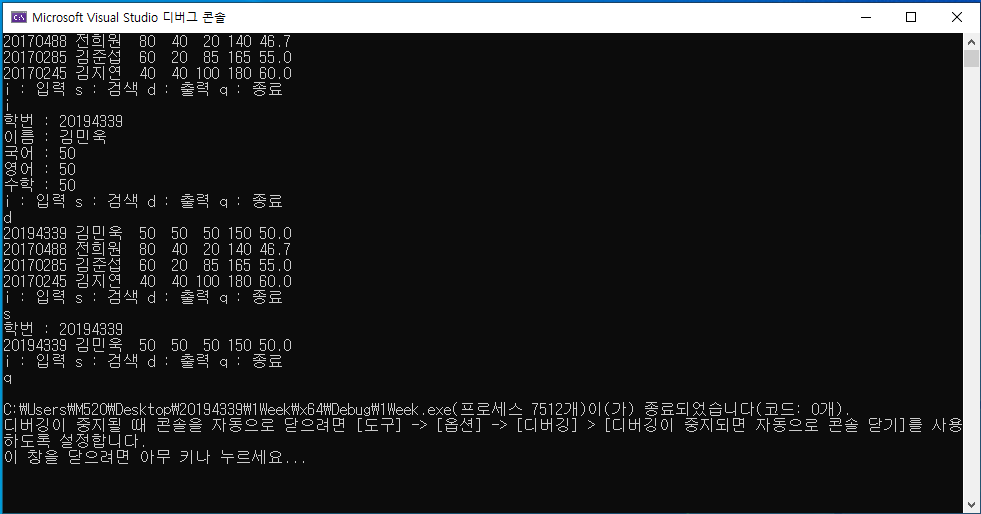 Microsoft Visual Studio 디버그 콘솔
20170488 전희원  80  40  20 140 46.7
20170285 김준섭  60  20  85 165 55.0
20170245 김지연  40  40 100 180 60.0
i : 입력 s : 검색 d : 출력 q : 종료
i
학번 : 20194339
이름 : 김민욱
국어 : 50
영어 : 50
수학 : 50
i : 입력 s : 검색 d : 출력 q : 종료
d
20194339 김민욱  50  50  50 150 50.0
20170488 전희원  80  40  20 140 46.7
20170285 김준섭  60  20  85 165 55.0
20170245 김지연  40  40 100 180 60.0
i : 입력 s : 검색 d : 출력 q : 종료
s
학번 : 20194339
20194339 김민욱  50  50  50 150 50.0
i : 입력 s : 검색 d : 출력 q : 종료
q
C:₩Users₩M520₩Desktop₩20194339₩1Week₩x64₩Debug₩1Week.exe(프로세스 7512개)이(가) 종료되었습니다(코드: 0개).
디버깅이 중지될 때 콘솔을 자동으로 닫으려면 [도구] -> [옵션] -> [디버깅] > [디버깅이 중지되면 자동으로 콘솔 닫기]를 사용
하도록 설정합니다.
이 창을 닫으려면 아무 키나 누르세요...